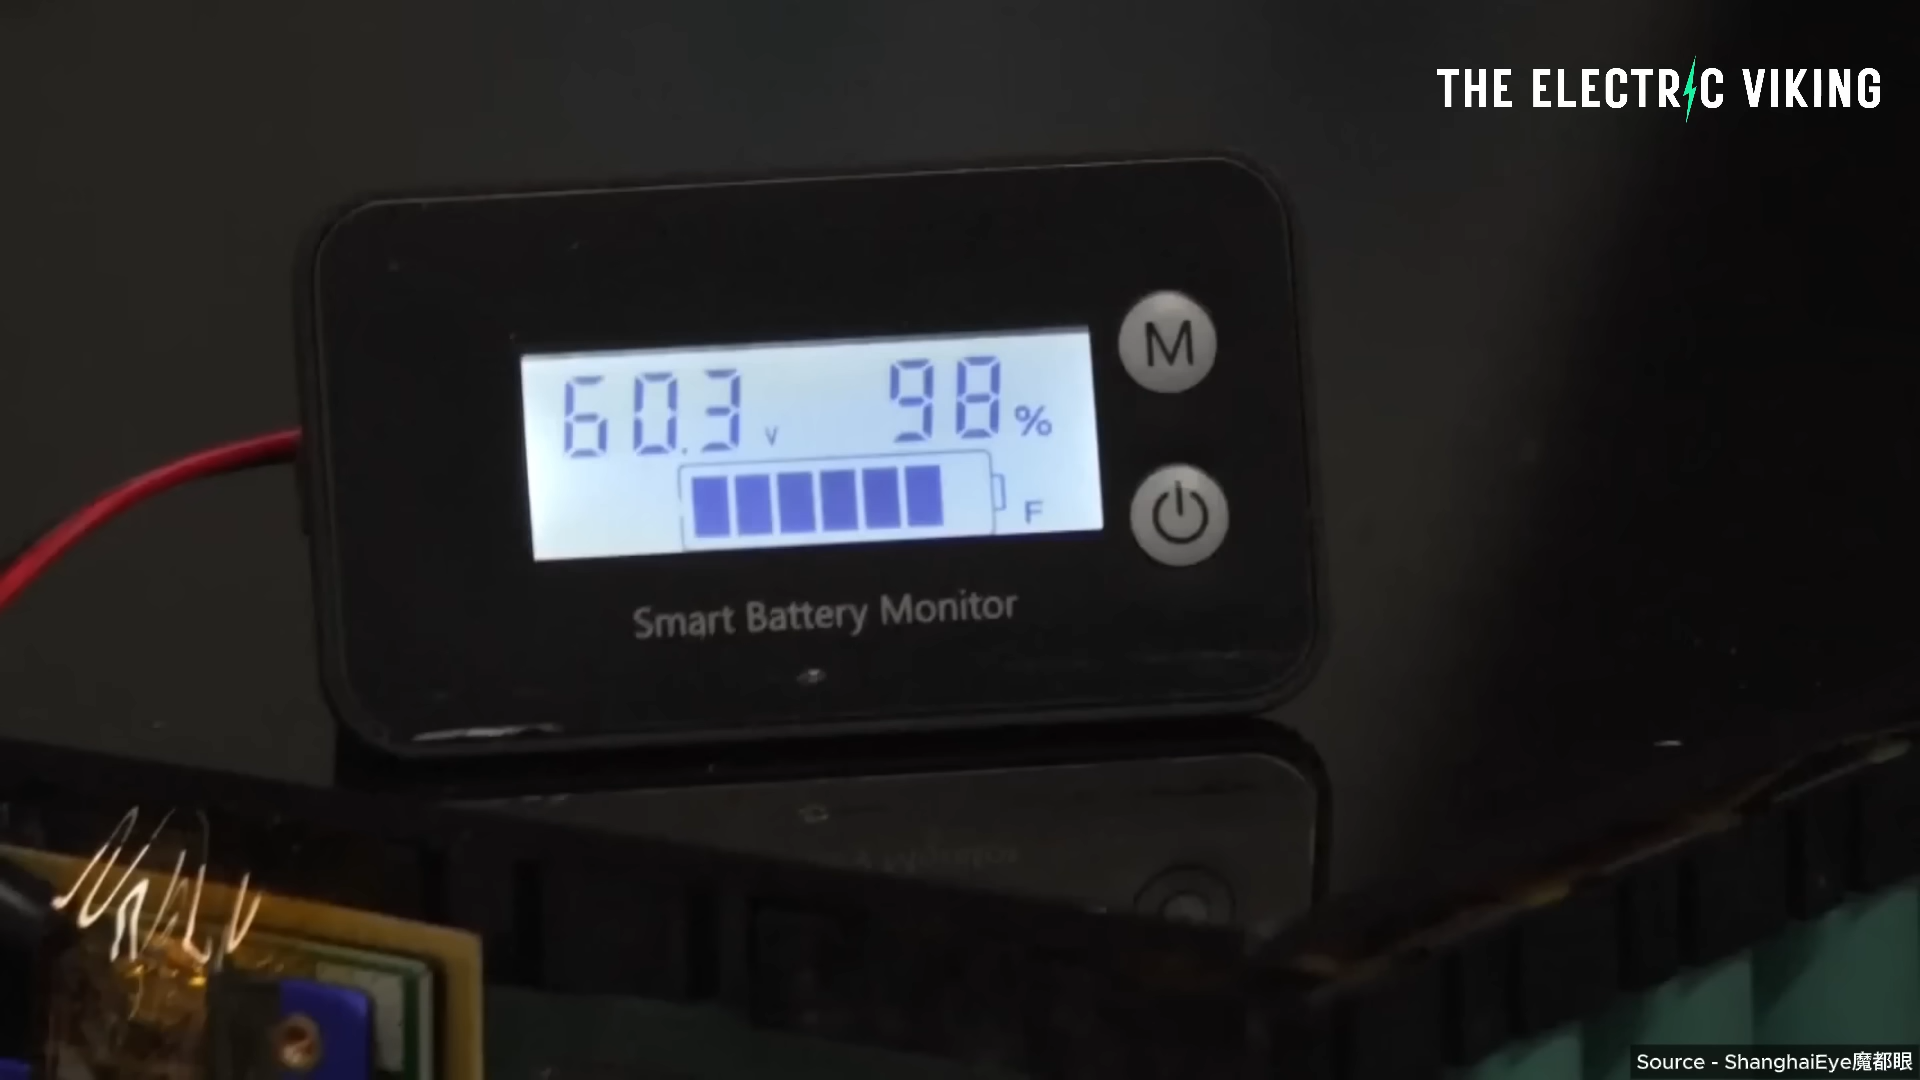 THE ELECTRIC VIKING
60.3 V 98 %
F
M
Smart Battery Monitor
Source - ShanghaiEye魔都眼